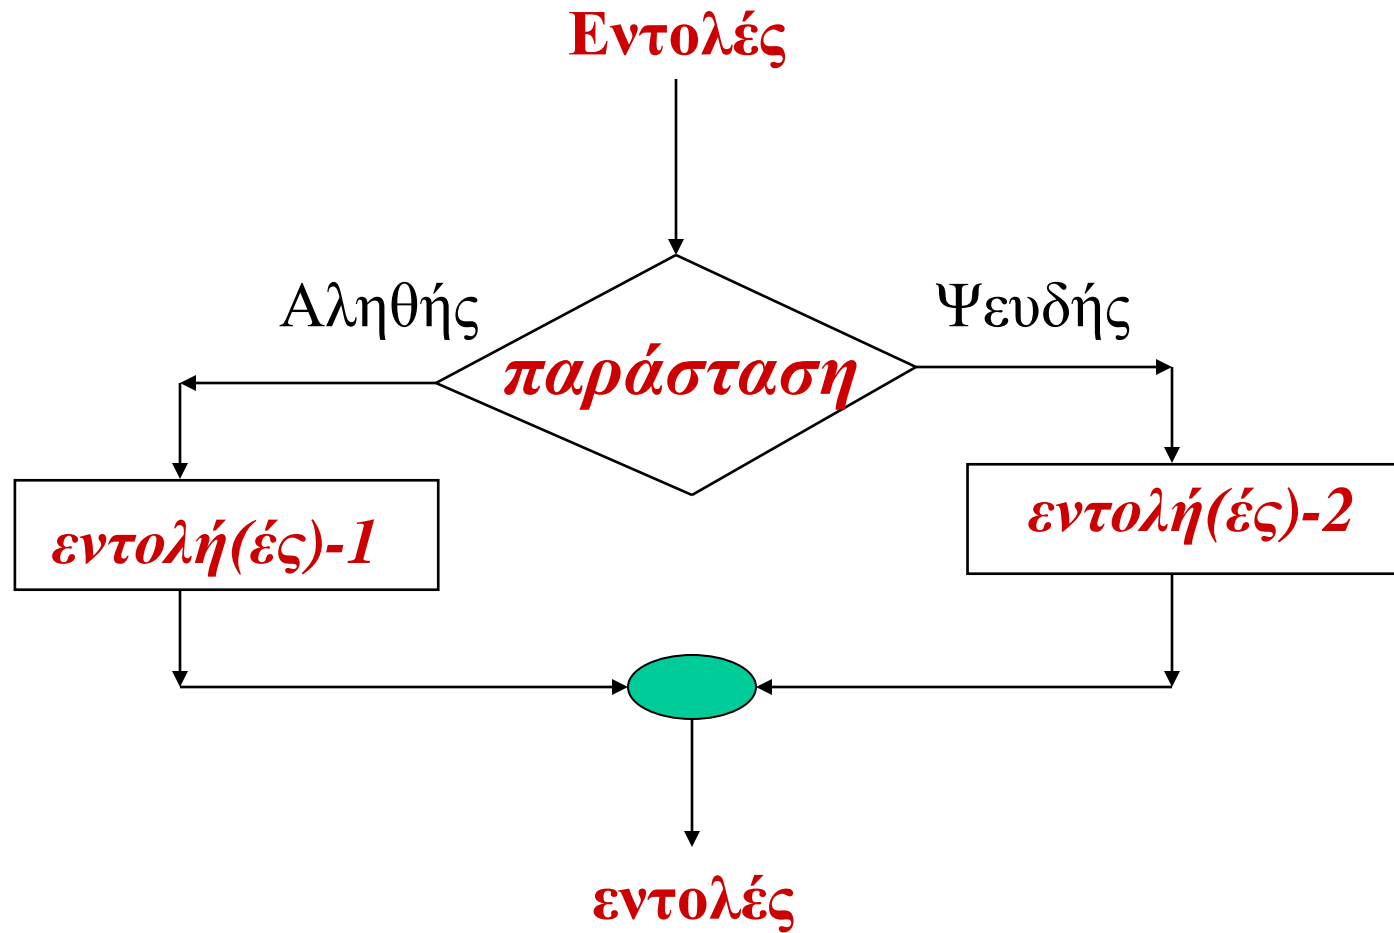 Εντολές
Αληθής
Ψευδής
παράσταση
εντολή(ές)-1
εντολή(ές)-2
εντολές